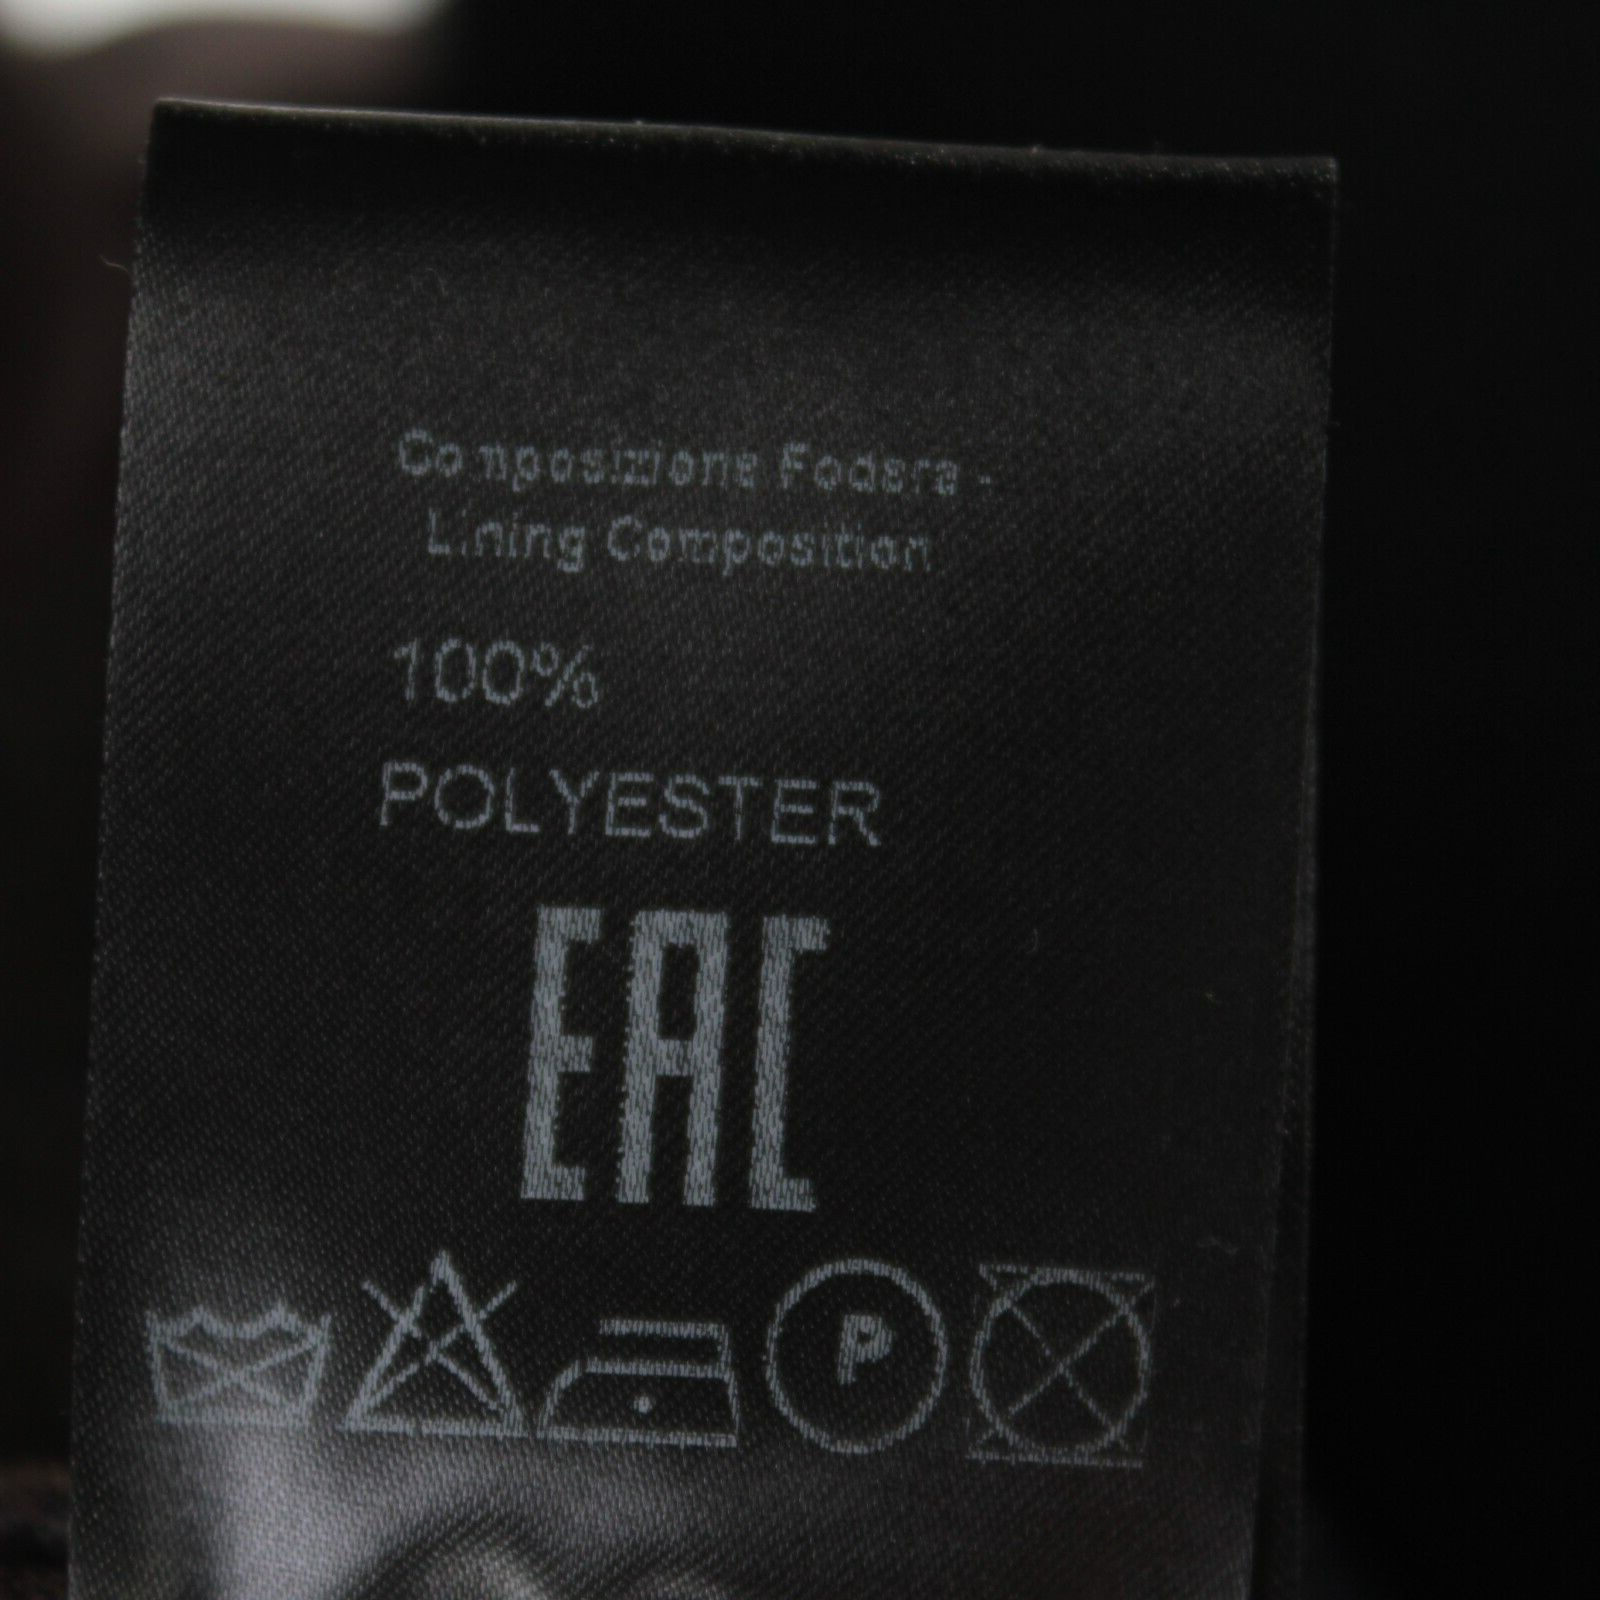 Composizione Fodera -
Lining Composition
100%
POLYESTER
EAC
P